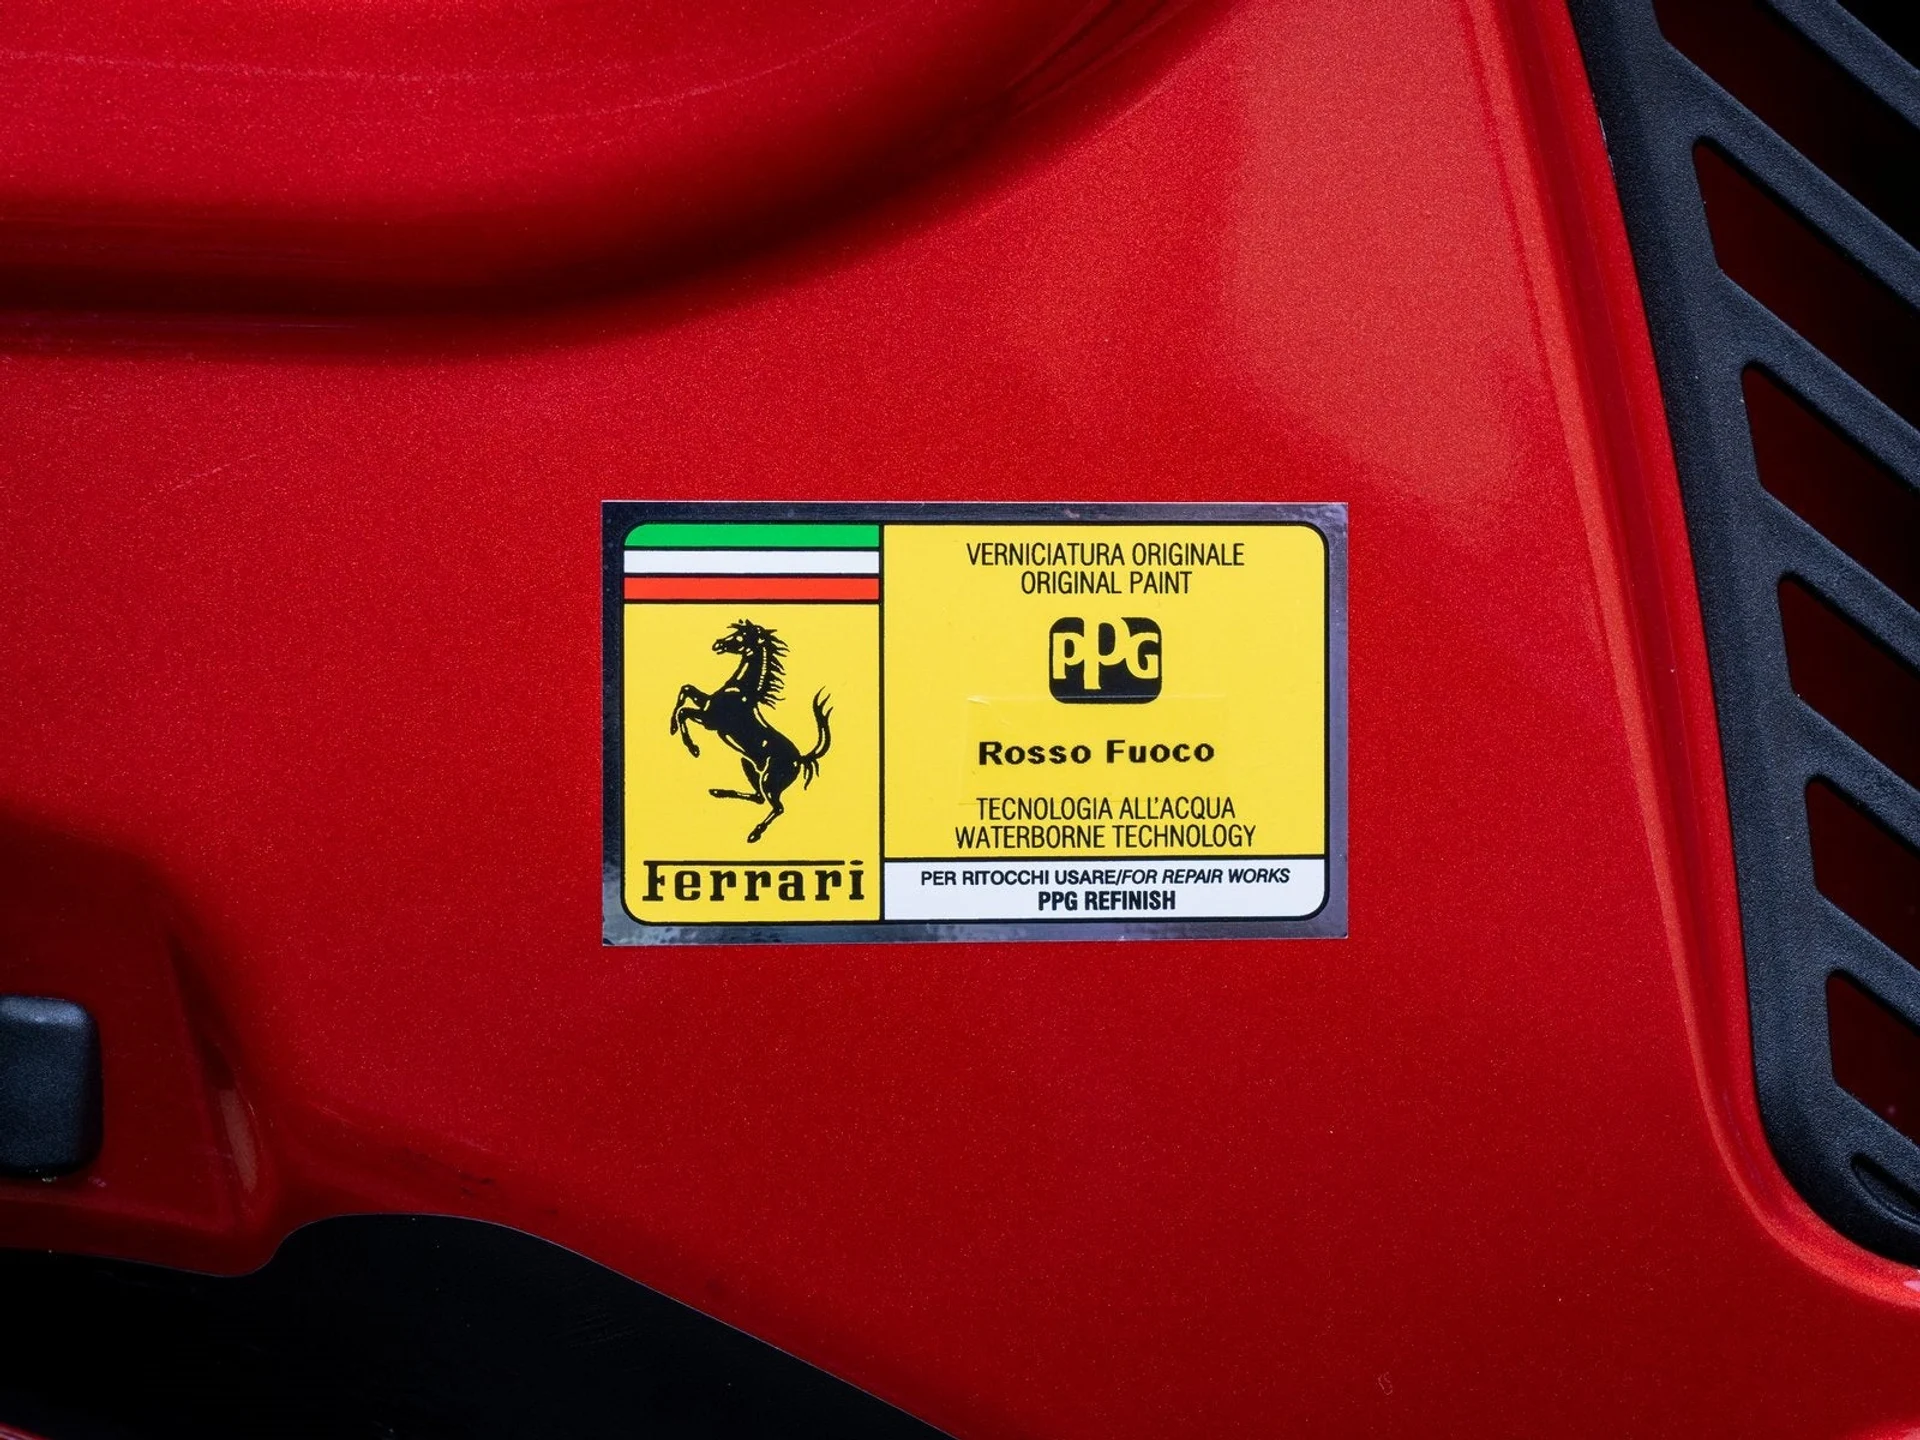 VERNICIATURA ORIGINALE
ORIGINAL PAINT
PPG
Rosso Fuoco
TECNOLOGIA ALL'ACQUA
WATERBORNE TECHNOLOGY
Ferrari
PER RITOCCHI USARE/FOR REPAIR WORKS
PPG REFINISH